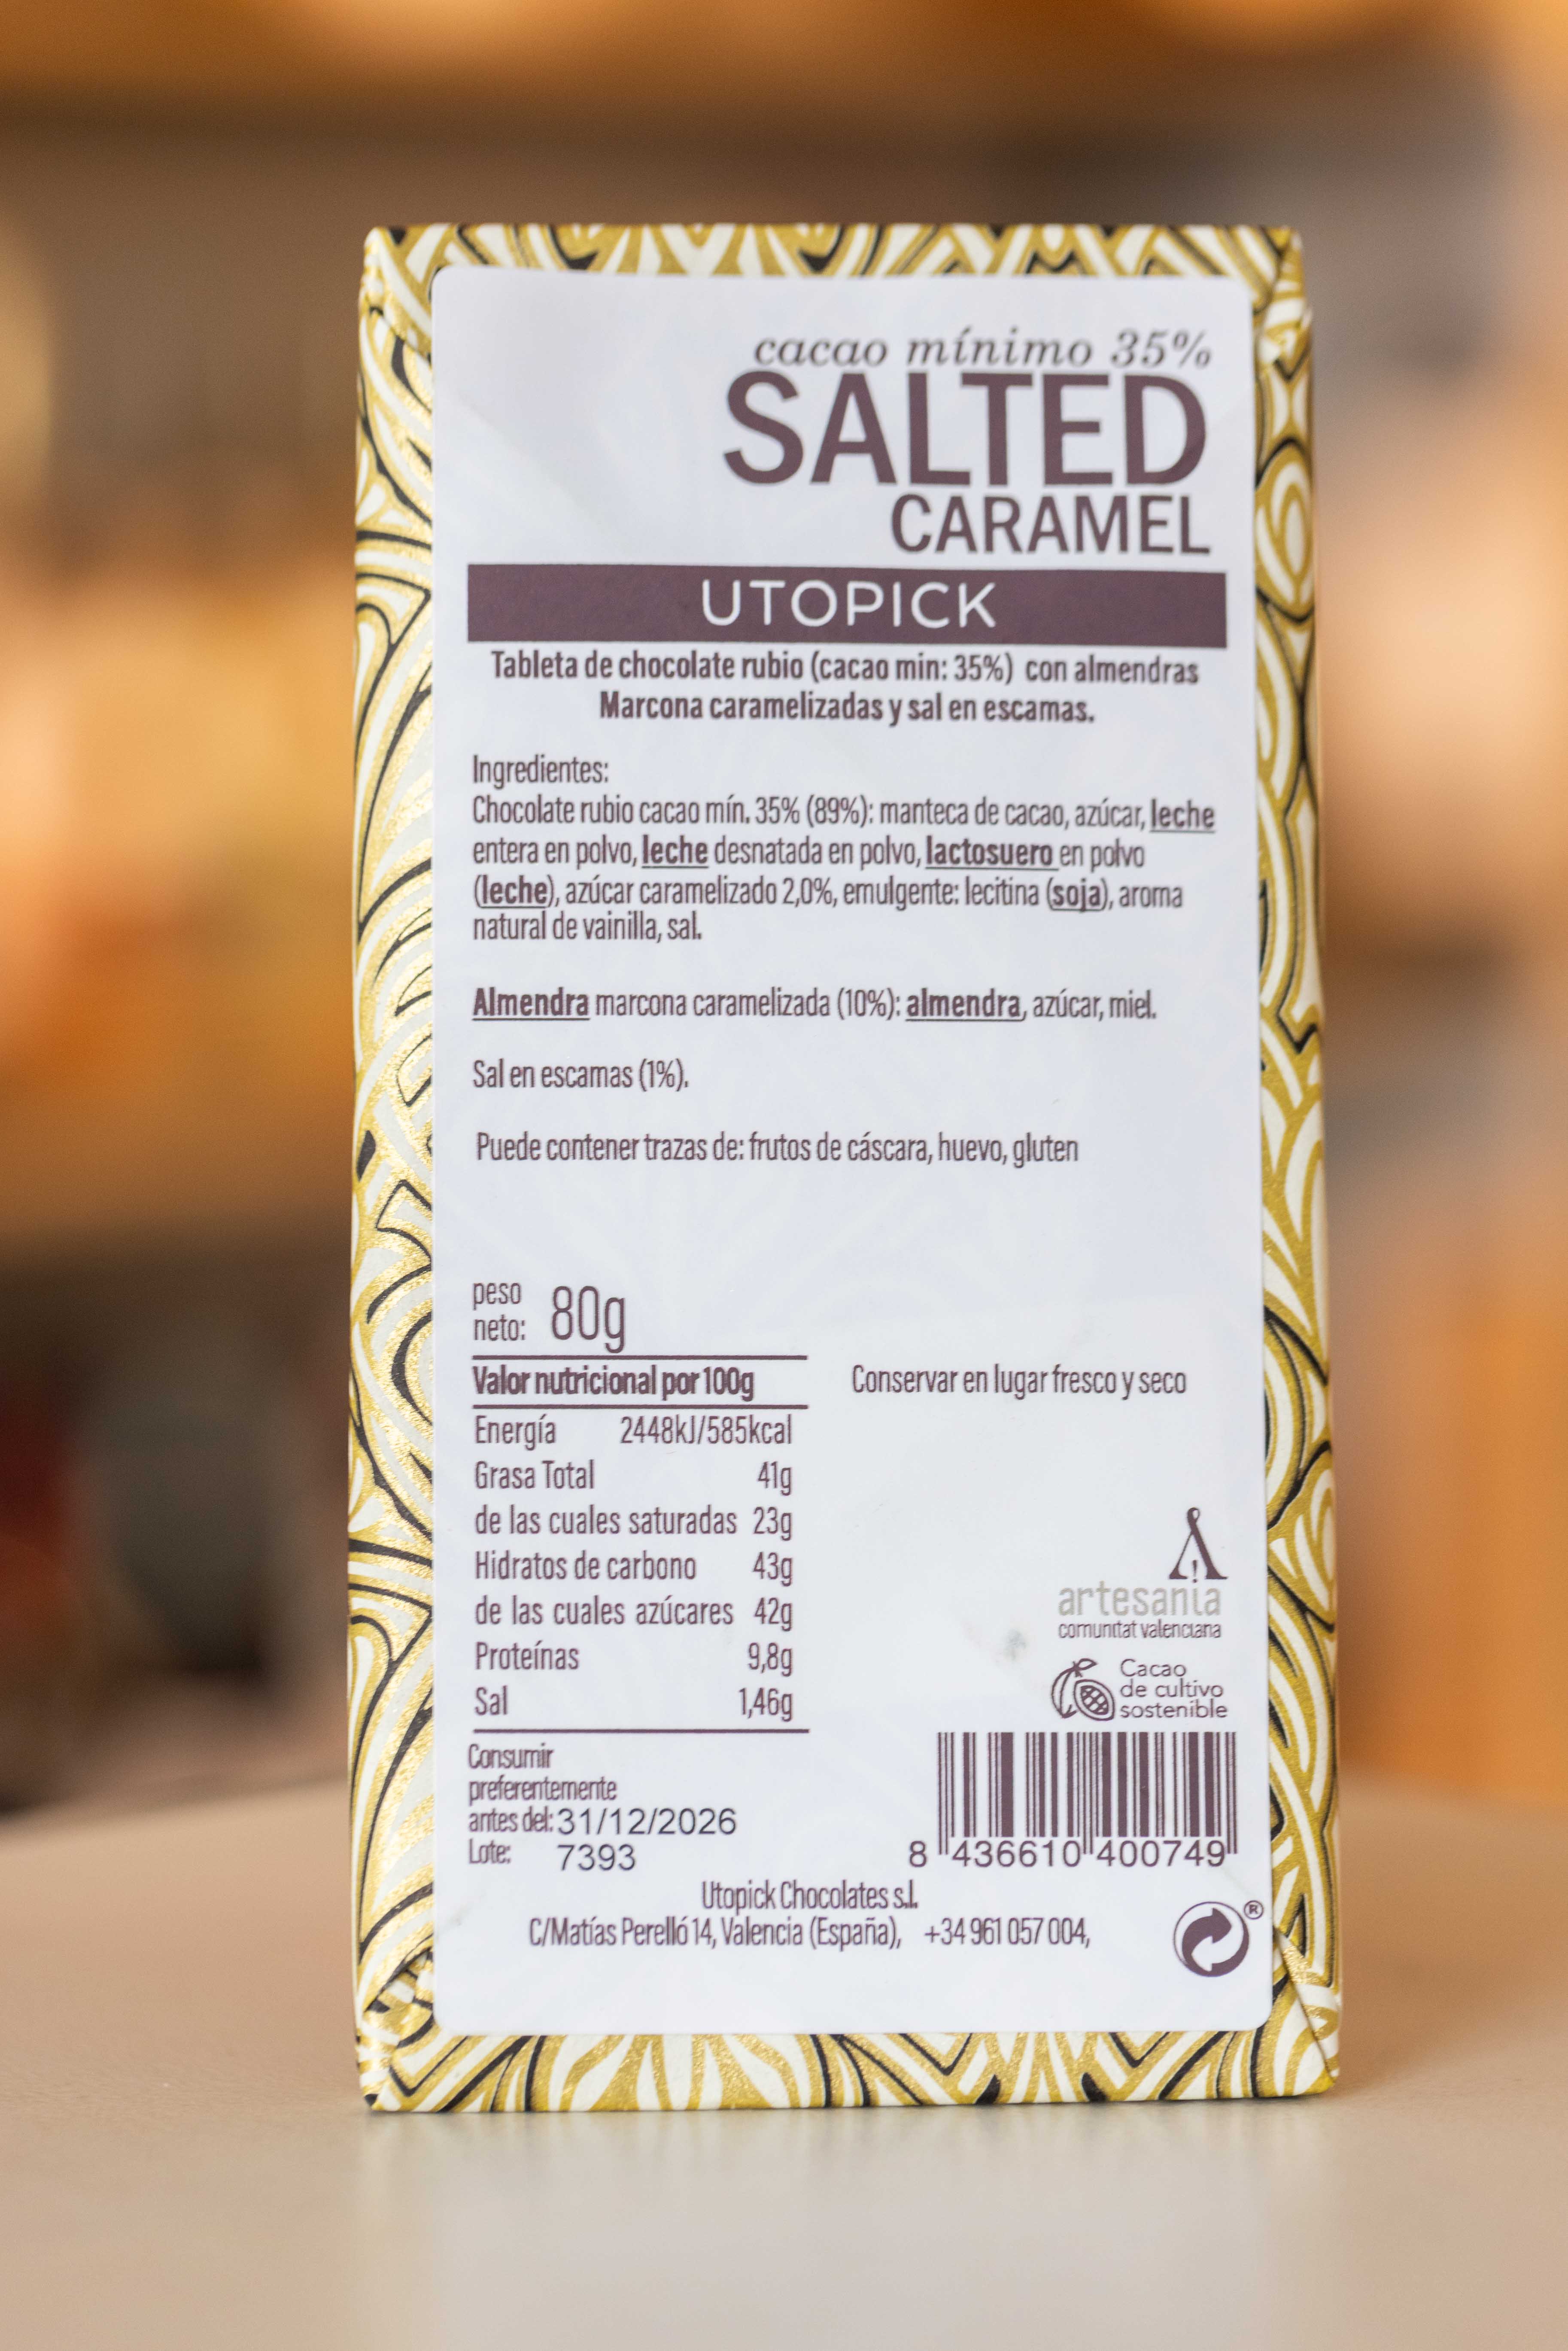 cacao mínimo 35%
SALTED
CARAMEL
UTOPICK
Tableta de chocolate rubio (cacao min: 35%) con almendras
Marcona caramelizadas y sal en escamas.
Ingredientes:
Chocolate rubio cacao mín. 35% (89%): manteca de cacao, azúcar, leche
entera en polvo, leche desnatada en polvo, lactosuero en polvo
(leche), azúcar caramelizado 2,0%, emulgente: lecitina (soja), aroma
natural de vainilla, sal.
Almendra marcona caramelizada (10%): almendra, azúcar, miel.
Sal en escamas (1%).
Puede contener trazas de: frutos de cáscara, huevo, gluten
peso
neto: 80g
Valor nutricional por 100g
Energía 2448kJ/585kcal
Grasa Total 41g
de las cuales saturadas 23g
Hidratos de carbono 43g
de las cuales azúcares 42g
Proteínas 9,8g
Sal 1,46g
Conservar en lugar fresco y seco
artesania
comunitat valenciana
Cacao
de cultivo
sostenible
Consumir
preferentemente
antes del: 31/12/2026
Lote: 7393
8 436610 400749
Utopick Chocolates s.l.
C/Matías Perelló 14, Valencia (España), +34 961 057 004,
®